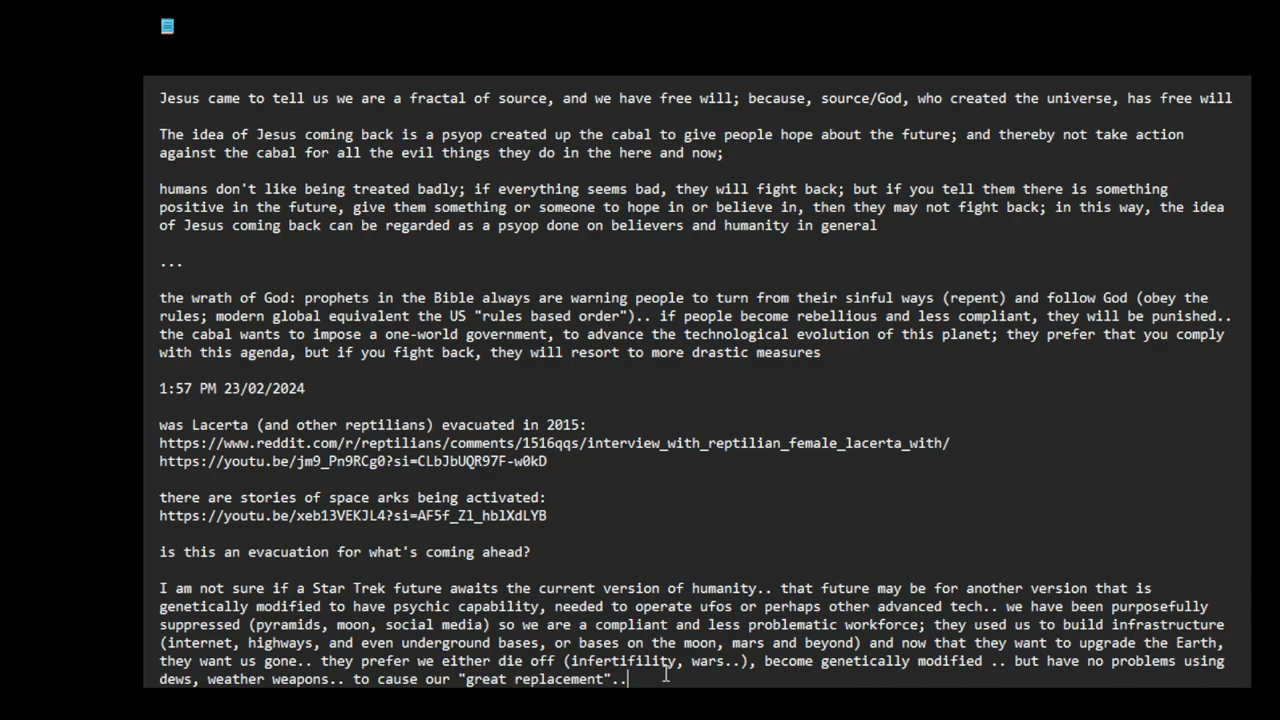 Jesus came to tell us we are a fractal of source, and we have free will; because, source/God, who created the universe, has free will
The idea of Jesus coming back is a psyop created up the cabal to give people hope about the future; and thereby not take action
against the cabal for all the evil things they do in the here and now;
humans don't like being treated badly; if everything seems bad, they will fight back; but if you tell them there is something
positive in the future, give them something or someone to hope in or believe in, then they may not fight back; in this way, the idea
of Jesus coming back can be regarded as a psyop done on believers and humanity in general
...
the wrath of God: prophets in the Bible always are warning people to turn from their sinful ways (repent) and follow God (obey the
rules; modern global equivalent the US "rules based order").. if people become rebellious and less compliant, they will be punished..
the cabal wants to impose a one-world government, to advance the technological evolution of this planet; they prefer that you comply
with this agenda, but if you fight back, they will resort to more drastic measures
1:57 PM 23/02/2024
was Lacerta (and other reptilians) evacuated in 2015:
https://www.reddit.com/r/reptilians/comments/1516qqs/interview_with_reptilian_female_lacerta_with/
https://youtu.be/jm9_Pn9RCg0?si=CLbJbUQR97F-w0kD
there are stories of space arks being activated:
https://youtu.be/xeb13VEKJL4?si=AF5f_Zl_hblXdLYB
is this an evacuation for what's coming ahead?
I am not sure if a Star Trek future awaits the current version of humanity.. that future may be for another version that is
genetically modified to have psychic capability, needed to operate ufos or perhaps other advanced tech.. we have been purposefully
suppressed (pyramids, moon, social media) so we are a compliant and less problematic workforce; they used us to build infrastructure
(internet, highways, and even underground bases, or bases on the moon, mars and beyond) and now that they want to upgrade the Earth,
they want us gone.. they prefer we either die off (infertifility, wars..), become genetically modified .. but have no problems using
dews, weather weapons.. to cause our "great replacement"..